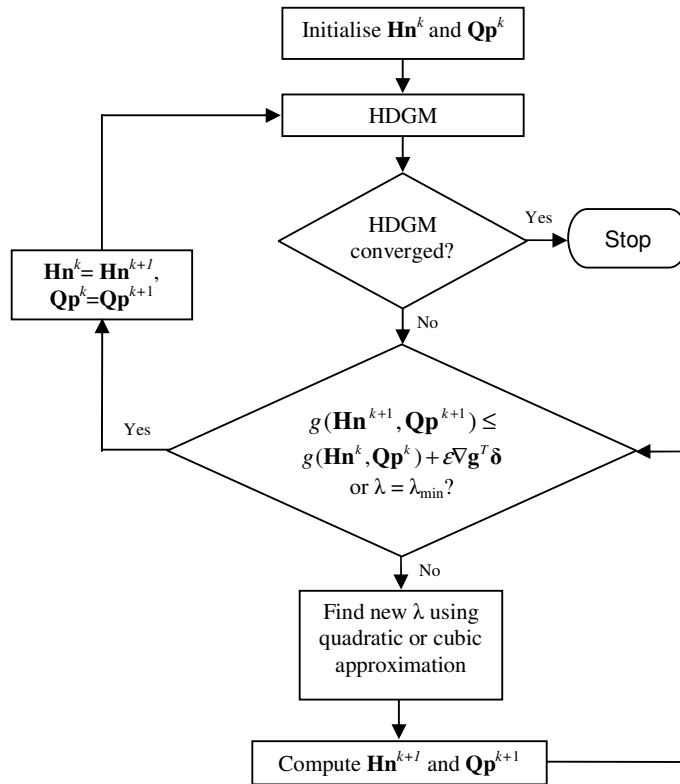 Initialise Hn^k and Qp^k
HDGM
HDGM
converged?
Yes
Stop
Hn^k= Hn^{k+1},
Qp^k=Qp^{k+1}
No
Yes
g(Hn^{k+1}, Qp^{k+1}) ≤
g(Hn^k, Qp^k) + ε∇g^T δ
or λ = λ_min?
No
Find new λ using
quadratic or cubic
approximation
Compute Hn^{k+1} and Qp^{k+1}